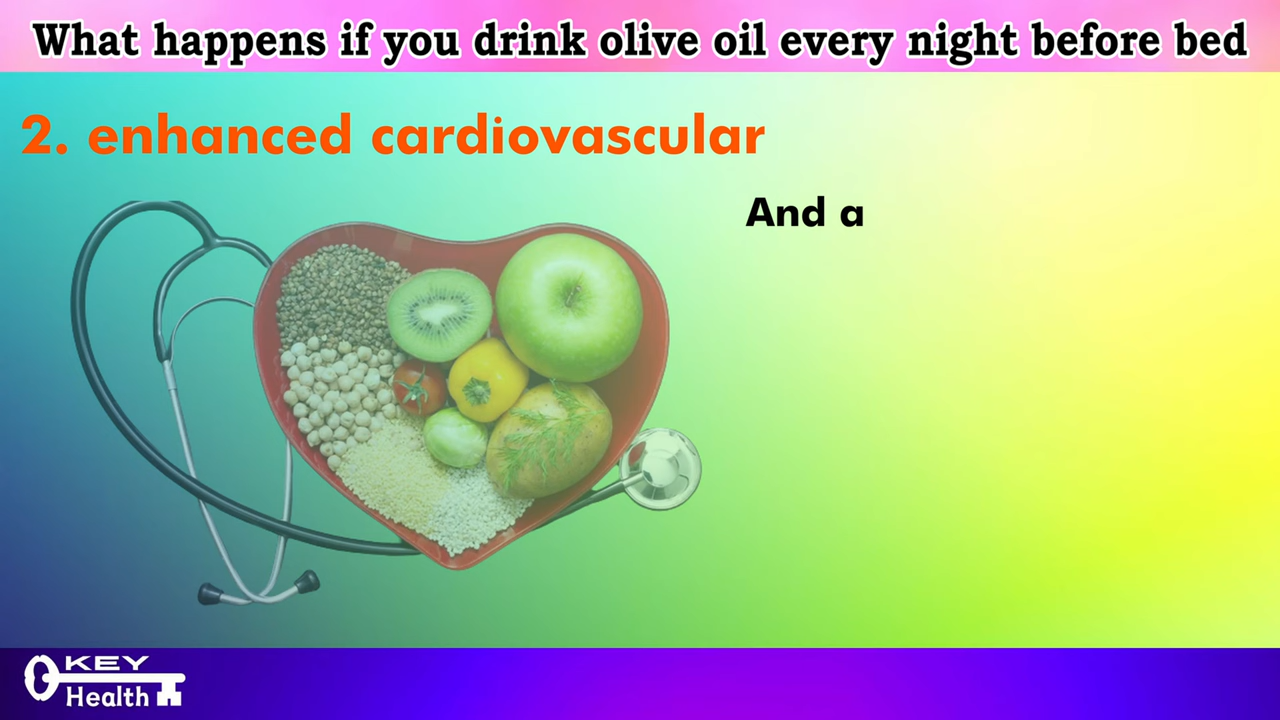 What happens if you drink olive oil every night before bed
2. enhanced cardiovascular
And a
KEY
Health